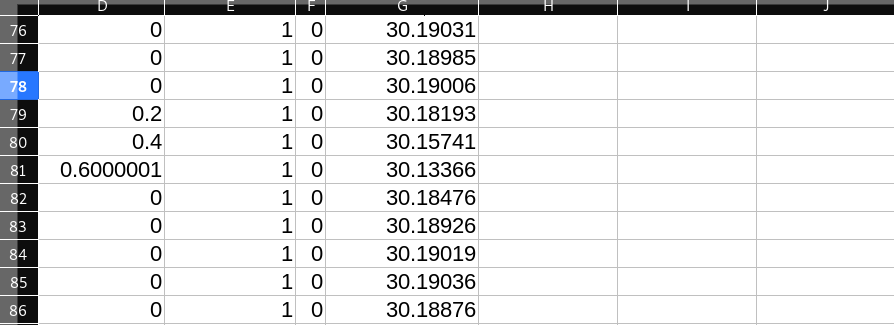 D E F G H I J
76 0 1 0 30.19031
77 0 1 0 30.18985
78 0 1 0 30.19006
79 0.2 1 0 30.18193
80 0.4 1 0 30.15741
81 0.6000001 1 0 30.13366
82 0 1 0 30.18476
83 0 1 0 30.18926
84 0 1 0 30.19019
85 0 1 0 30.19036
86 0 1 0 30.18876